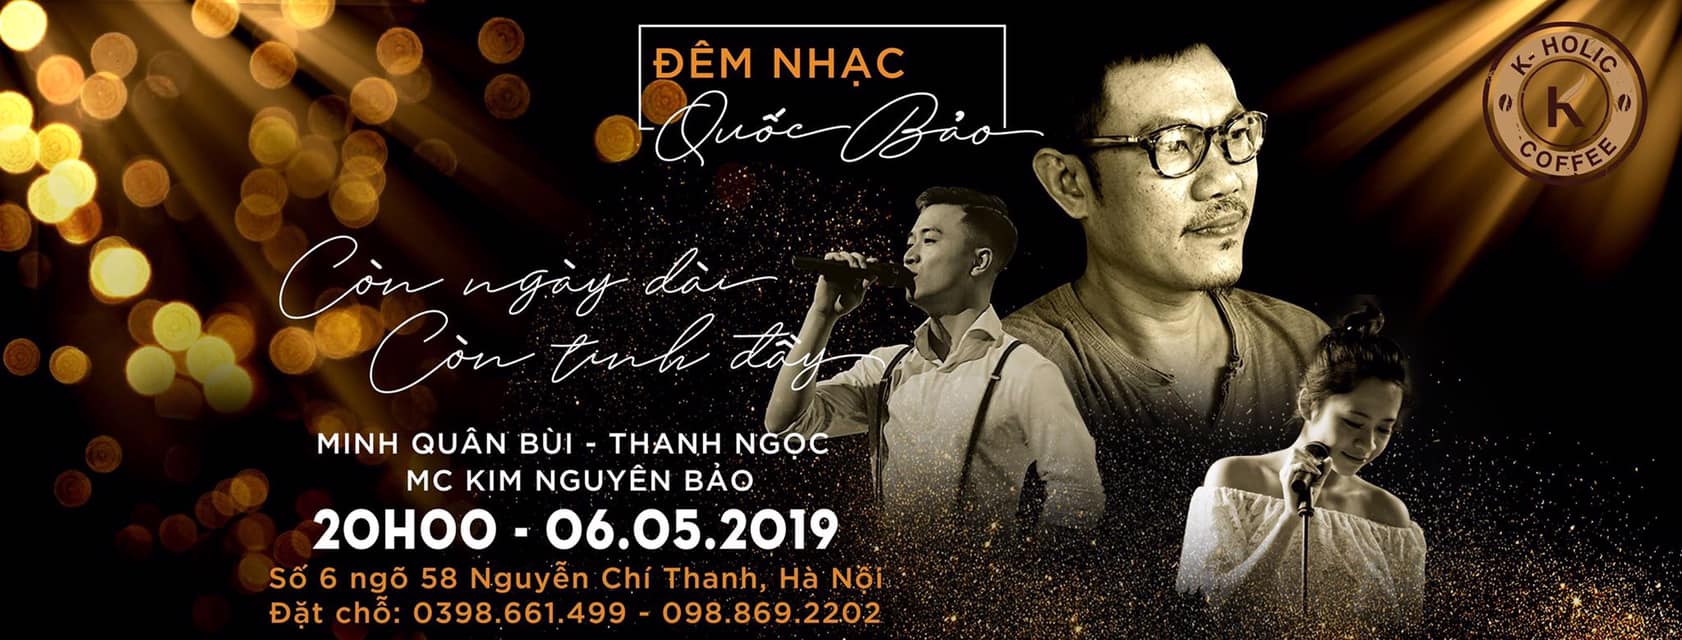 ĐÊM NHẠC
Quốc Bảo
K- HOLIC
K
COFFEE
Còn ngày dài
Còn tình đầy
MINH QUÂN BÙI - THANH NGỌC
MC KIM NGUYÊN BẢO
20H00 - 06.05.2019
Số 6 ngõ 58 Nguyễn Chí Thanh, Hà Nội
Đặt chỗ: 0398.661.499 - 098.869.2202